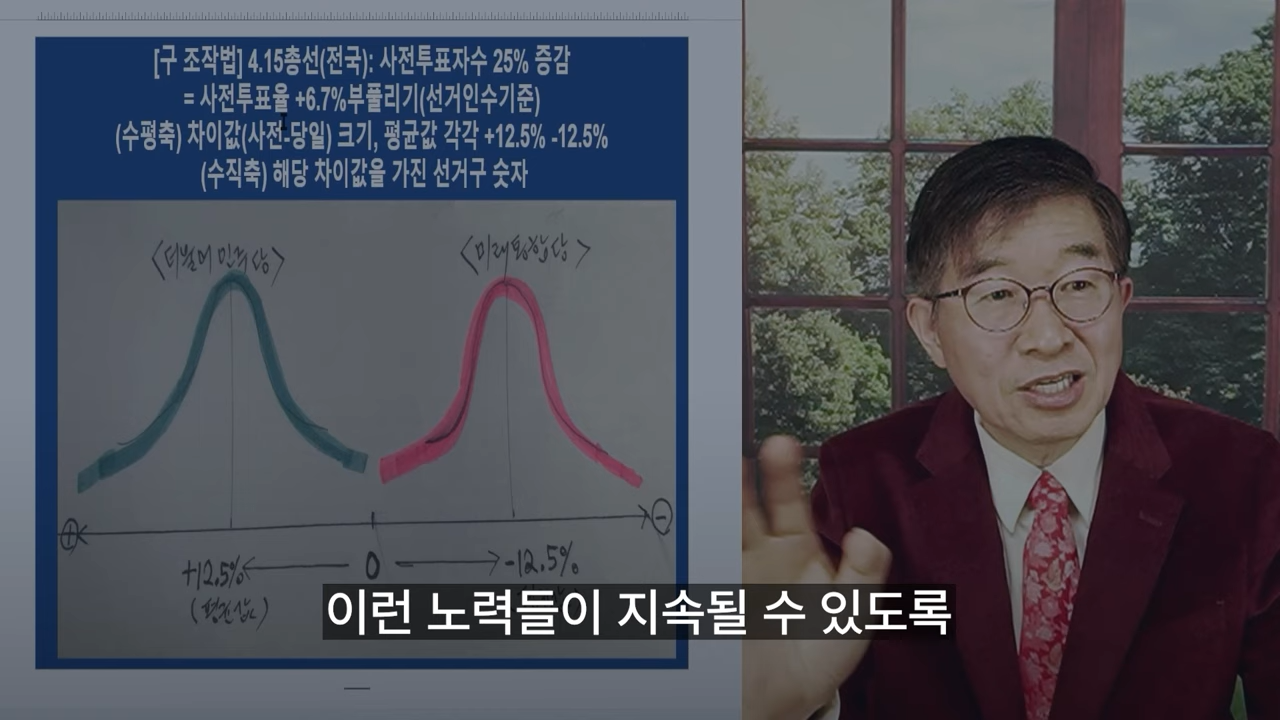 [구 조작법] 4.15총선(전국): 사전투표자수 25% 증감
= 사전투표율 +6.7%부풀리기(선거인수기준)
(수평축) 차이값(사전-당일) 크기, 평균값 각각 +12.5% -12.5%
(수직축) 해당 차이값을 가진 선거구 숫자
<더불어 민주당> <미래통합당>
+ -
+12.5% 0 -12.5%
(평균값)
이런 노력들이 지속될 수 있도록